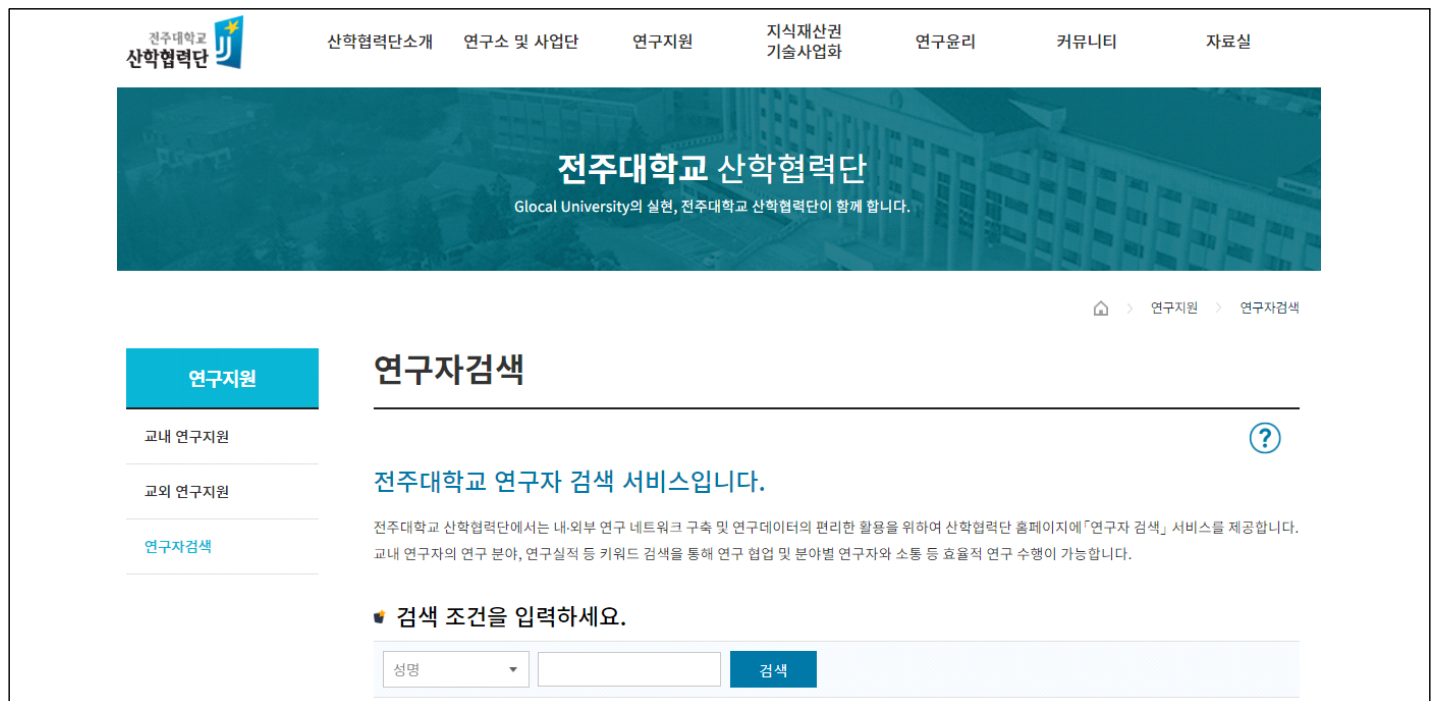 전주대학교
산학협력단
산학협력단소개
연구소 및 사업단
연구지원
지식재산권
기술사업화
연구윤리
커뮤니티
자료실
전주대학교 산학협력단
Glocal University의 실현, 전주대학교 산학협력단이 함께 합니다.
연구지원 > 연구자검색
연구지원
교내 연구지원
교외 연구지원
연구자검색
연구자검색
?
전주대학교 연구자 검색 서비스입니다.
전주대학교 산학협력단에서는 내·외부 연구 네트워크 구축 및 연구데이터의 편리한 활용을 위하여 산학협력단 홈페이지에 「연구자 검색」 서비스를 제공합니다.
교내 연구자의 연구 분야, 연구실적 등 키워드 검색을 통해 연구 협업 및 분야별 연구자와 소통 등 효율적 연구 수행이 가능합니다.
검색 조건을 입력하세요.
성명
검색